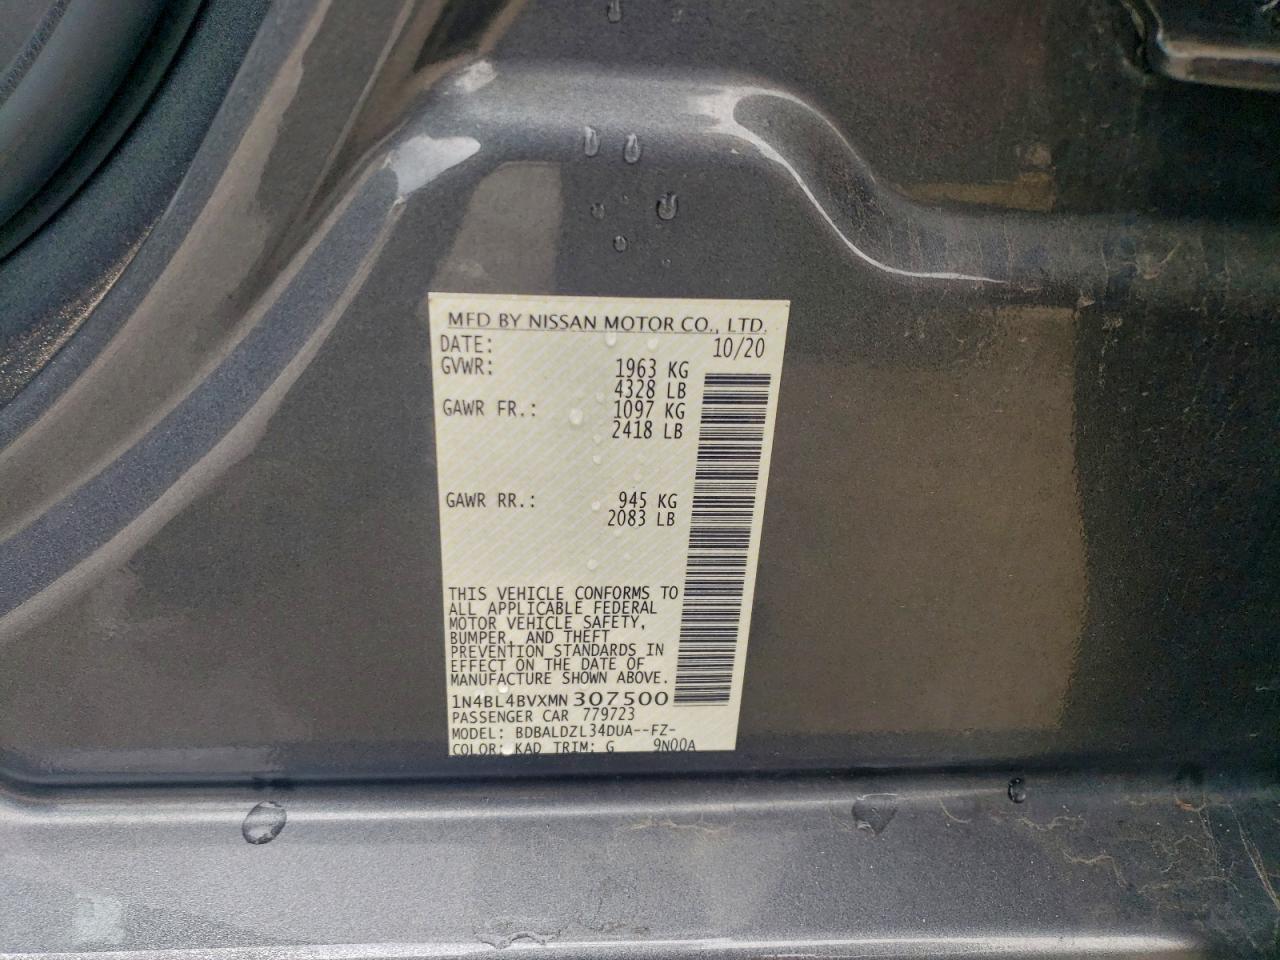 MFD BY NISSAN MOTOR CO., LTD.
DATE: 10/20
GVWR: 1963 KG
4328 LB
GAWR FR.: 1097 KG
2418 LB
GAWR RR.: 945 KG
2083 LB
THIS VEHICLE CONFORMS TO
ALL APPLICABLE FEDERAL
MOTOR VEHICLE SAFETY,
BUMPER, AND THEFT
PREVENTION STANDARDS IN
EFFECT ON THE DATE OF
MANUFACTURE SHOWN ABOVE.
1N4BL4BVXMN307500
PASSENGER CAR 779723
MODEL: BDBALDZL34DUA--FZ-
COLOR: KAD TRIM: G 9N00A